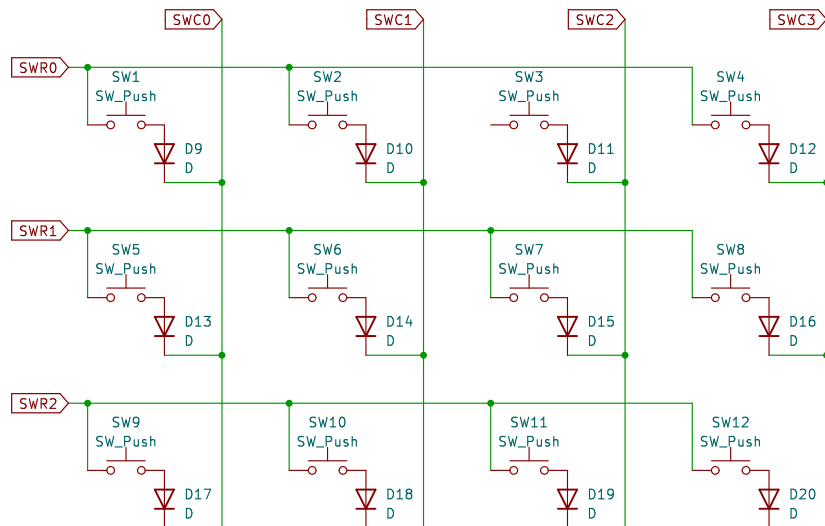 SWC0
SWC1
SWC2
SWC3
SWR0
SW1
SW_Push
SW2
SW_Push
SW3
SW_Push
SW4
SW_Push
D9
D
D10
D
D11
D
D12
D
SWR1
SW5
SW_Push
SW6
SW_Push
SW7
SW_Push
SW8
SW_Push
D13
D
D14
D
D15
D
D16
D
SWR2
SW9
SW_Push
SW10
SW_Push
SW11
SW_Push
SW12
SW_Push
D17
D
D18
D
D19
D
D20
D